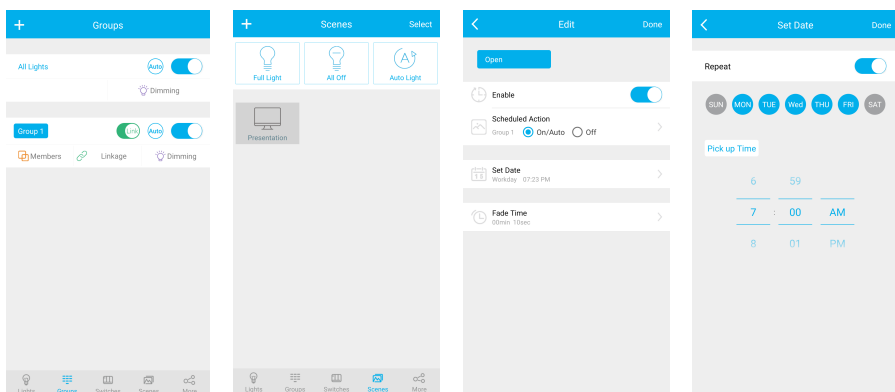 + Groups
All Lights Auto
Dimming
Group 1 Link Auto
Members Linkage Dimming
Lights Groups Switches Scenes More
+ Scenes Select
Full Light All Off Auto Light
Presentation
Lights Groups Switches Scenes More
Edit Done
Open
Enable
Scheduled Action
Group 1 On/Auto Off
Set Date
Workday 07:23 PM
Fade Time
00min 10sec
Set Date Done
Repeat
SUN MON TUE Wed THU FRI SAT
Pick up Time
6 59
7 : 00 AM
8 01 PM